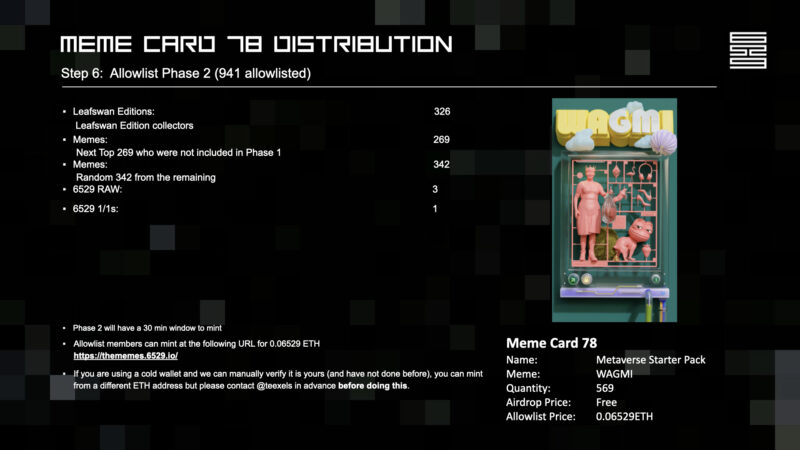 MEME CARD 78 DISTRIBUTION
Step 6: Allowlist Phase 2 (941 allowlisted)
• Leafswan Editions: 326
Leafswan Edition collectors
• Memes: 269
Next Top 269 who were not included in Phase 1
• Memes: 342
Random 342 from the remaining
• 6529 RAW: 3
• 6529 1/1s: 1
WAGMI
• Phase 2 will have a 30 min window to mint
• Allowlist members can mint at the following URL for 0.06529 ETH
https://thememes.6529.io/
• If you are using a cold wallet and we can manually verify it is yours (and have not done before), you can mint
from a different ETH address but please contact @teexels in advance before doing this.
Meme Card 78
Name: Metaverse Starter Pack
Meme: WAGMI
Quantity: 569
Airdrop Price: Free
Allowlist Price: 0.06529ETH